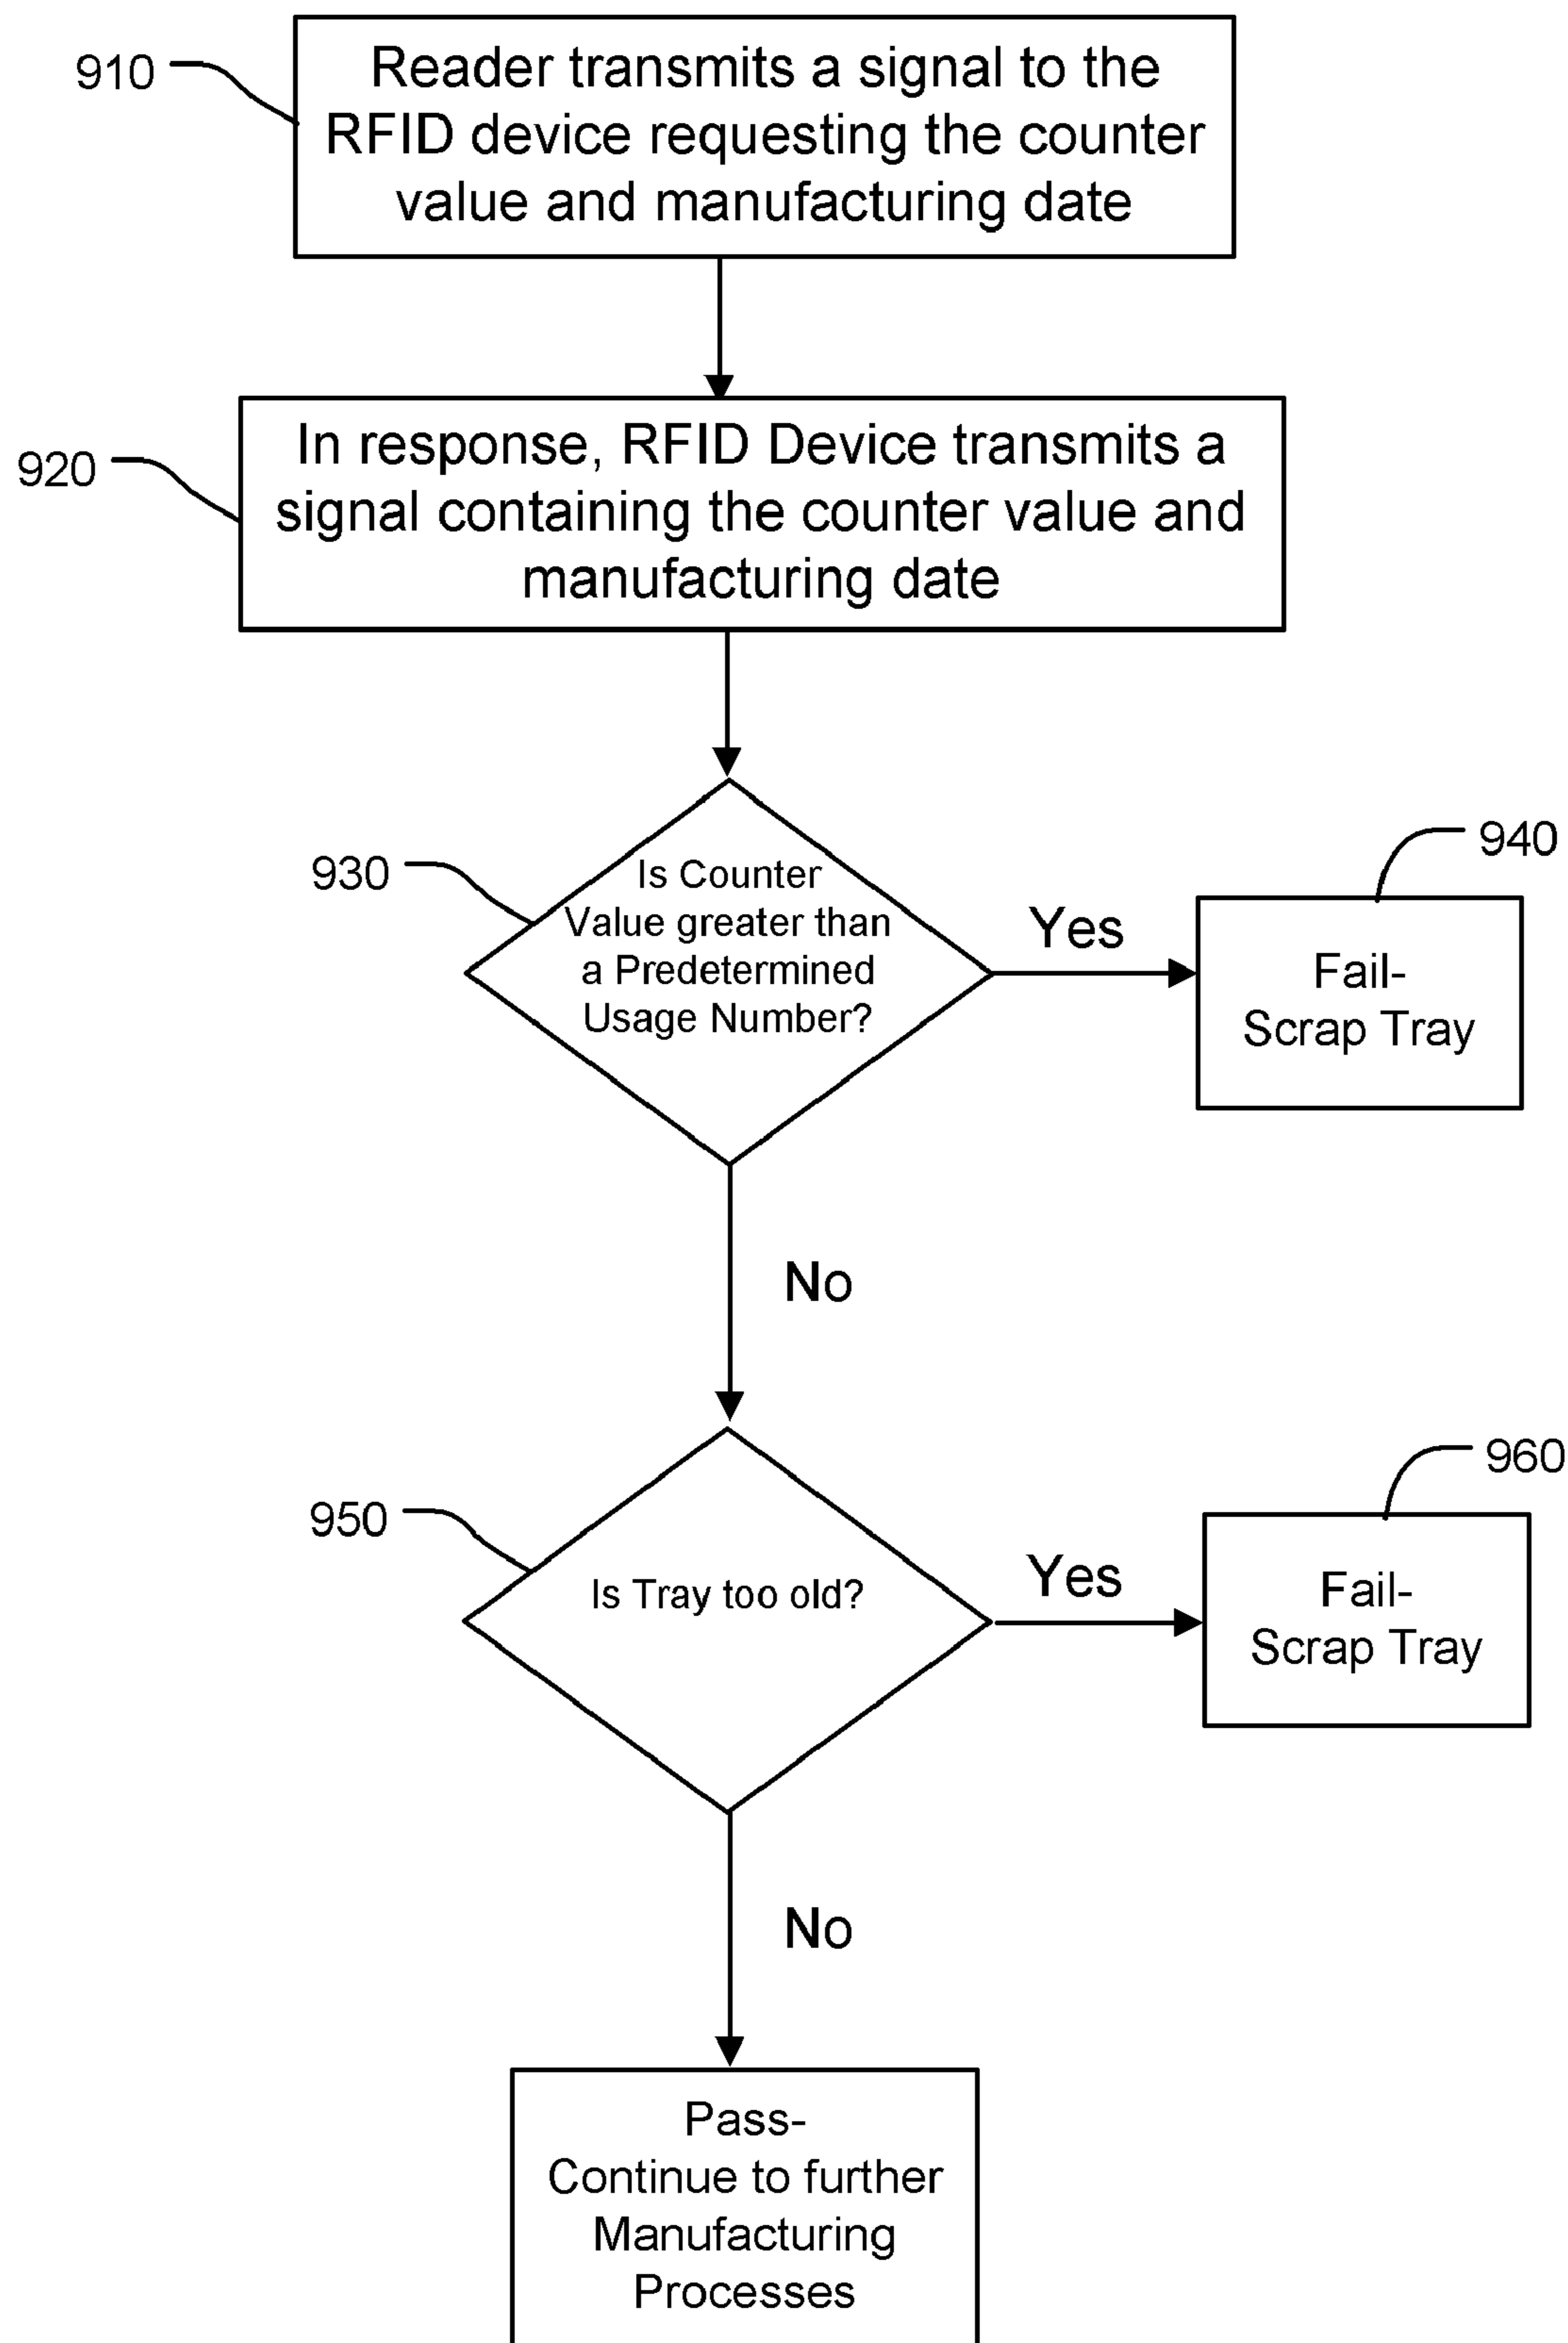 910
Reader transmits a signal to the
RFID device requesting the counter
value and manufacturing date
920
In response, RFID Device transmits a
signal containing the counter value and
manufacturing date
930
Is Counter
Value greater than
a Predetermined
Usage Number?
Yes
940
Fail-
Scrap Tray
No
950
Is Tray too old?
Yes
960
Fail-
Scrap Tray
No
Pass-
Continue to further
Manufacturing
Processes